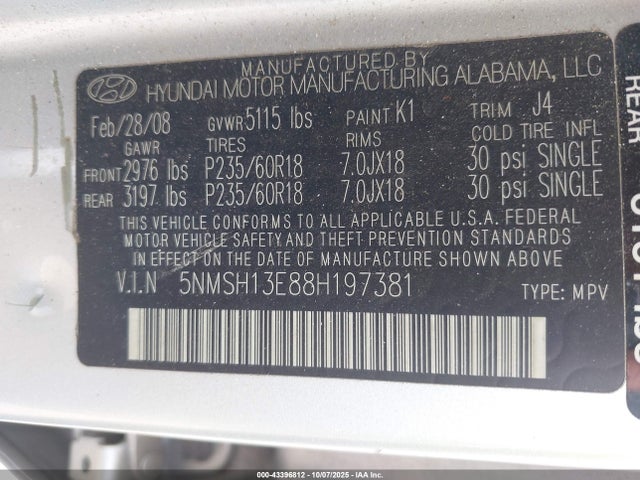 MANUFACTURED BY
HYUNDAI MOTOR MANUFACTURING ALABAMA, LLC
Feb/28/08 GVWR 5115 lbs PAINT K1 TRIM J4
GAWR TIRES RIMS COLD TIRE INFL
FRONT 2976 lbs P235/60R18 7.0JX18 30 psi SINGLE
REAR 3197 lbs P235/60R18 7.0JX18 30 psi SINGLE
THIS VEHICLE CONFORMS TO ALL APPLICABLE U.S.A. FEDERAL
MOTOR VEHICLE SAFETY AND THEFT PREVENTION STANDARDS
IN EFFECT ON THE DATE OF MANUFACTURE SHOWN ABOVE.
V.I.N 5NMSH13E88H197381 TYPE: MPV
REAR
000-43396812 - 10/07/2025 - IAAI.COM